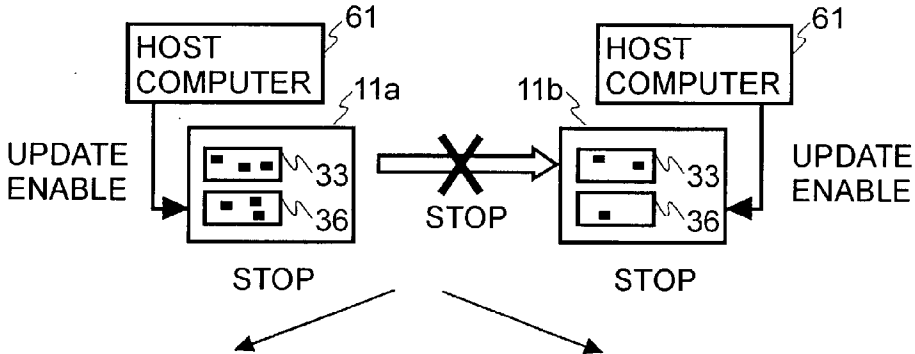 61
HOST
COMPUTER
61
HOST
COMPUTER
11a
11b
UPDATE
ENABLE
33
36
STOP
33
36
UPDATE
ENABLE
STOP
STOP